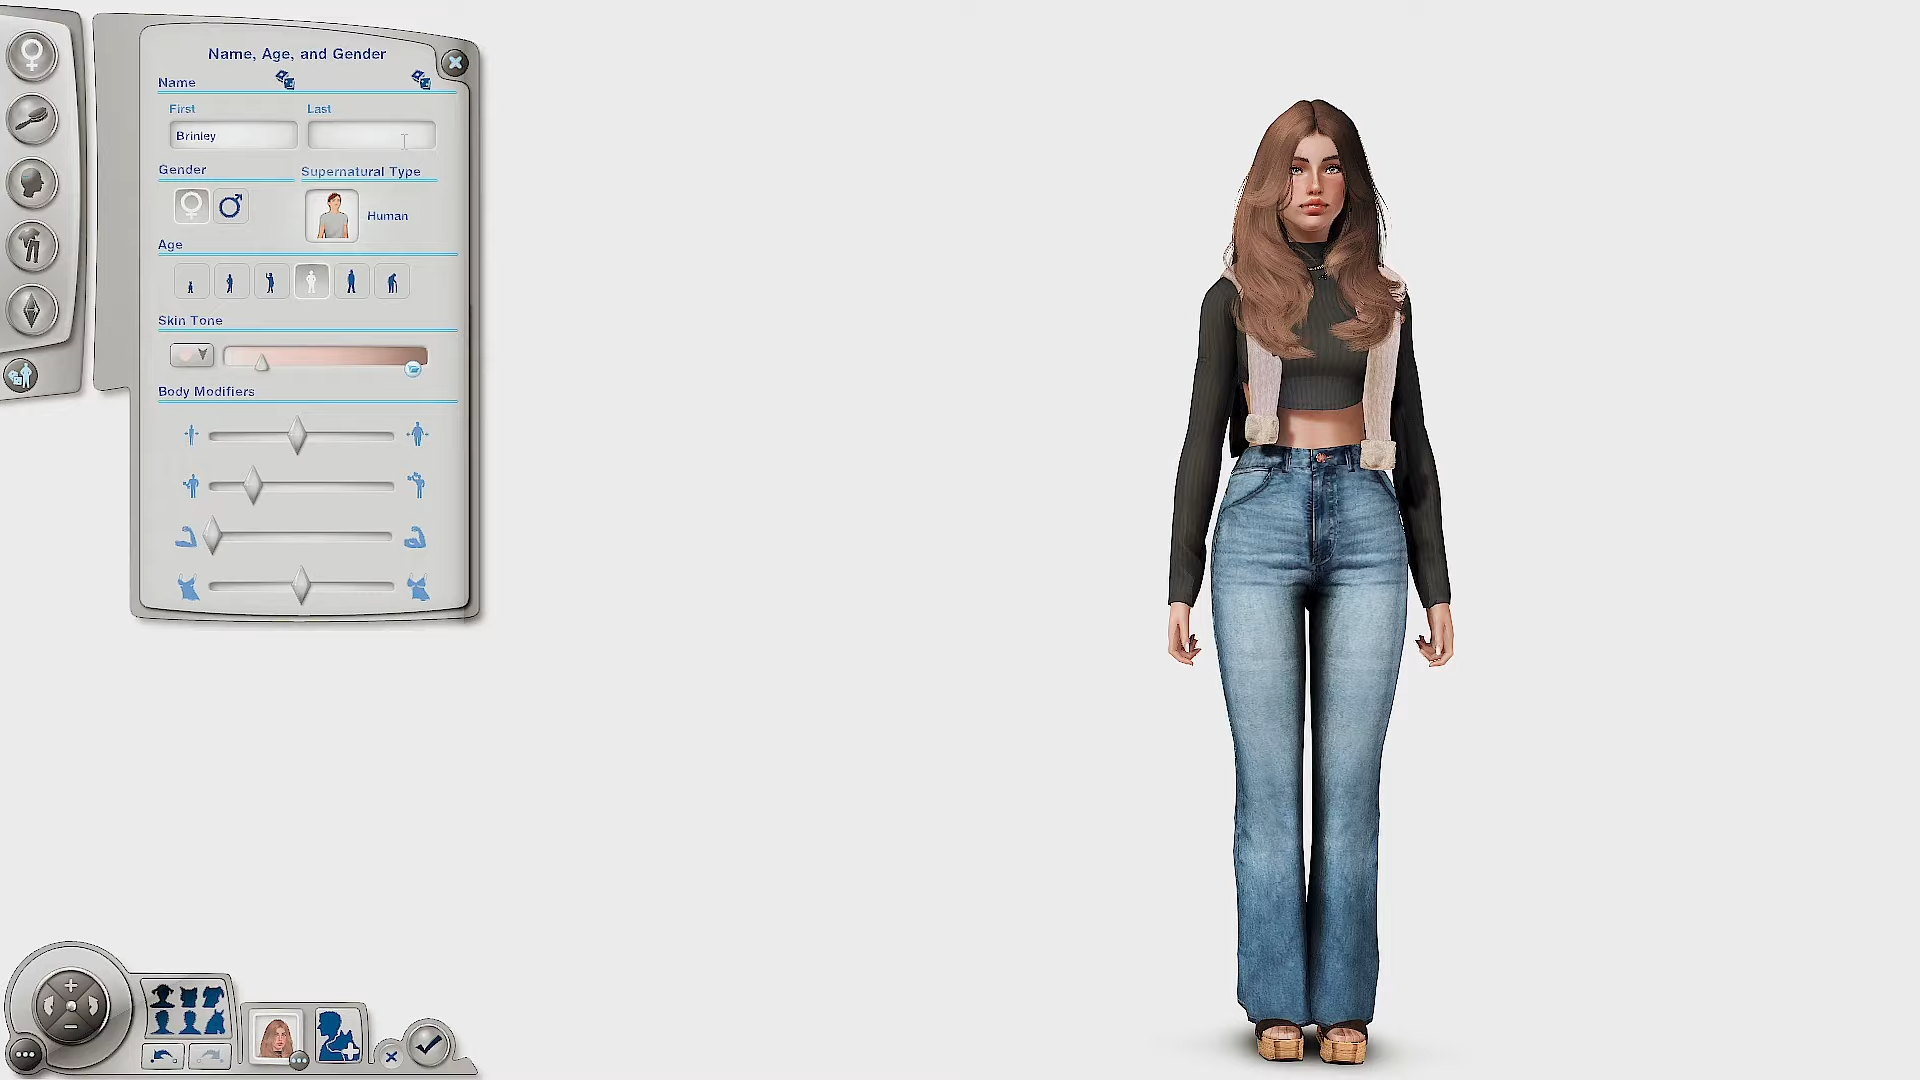 Name, Age, and Gender
Name
First Last
Brinley
Gender Supernatural Type
Human
Age
Skin Tone
Body Modifiers